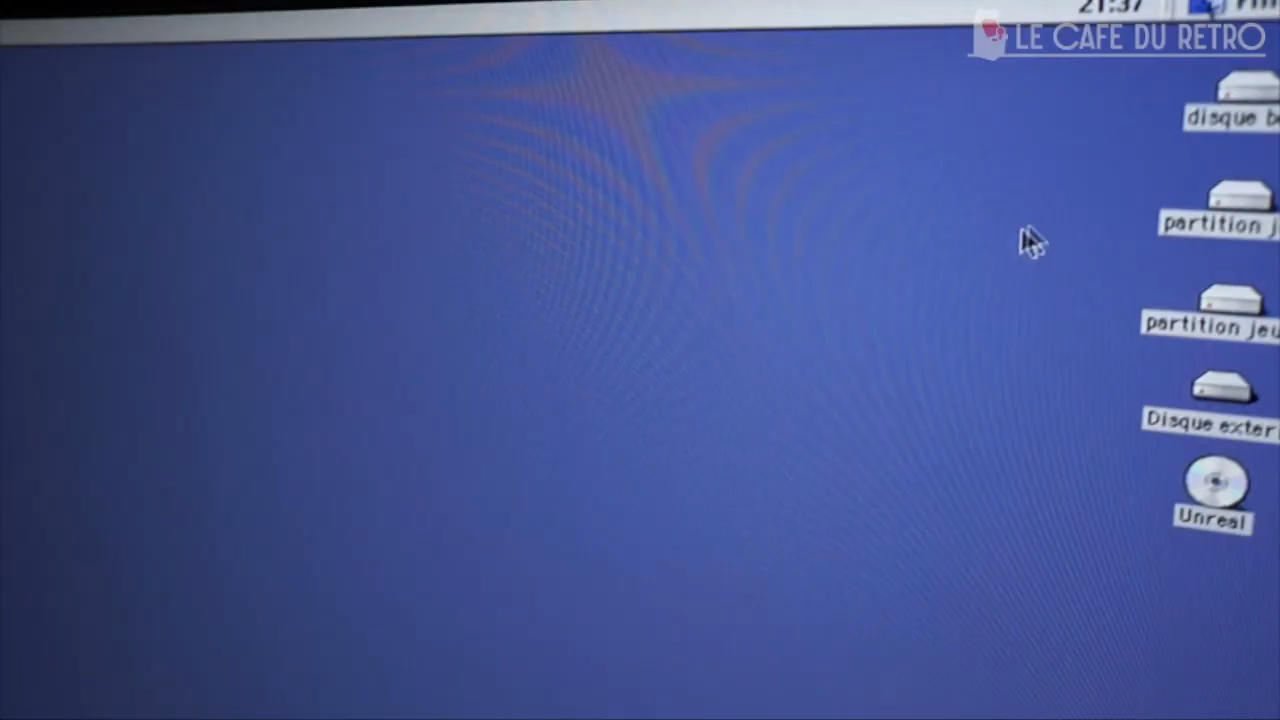 21:37
LE CAFE DU RETRO
disque
partition
partition
Disque
Unreal